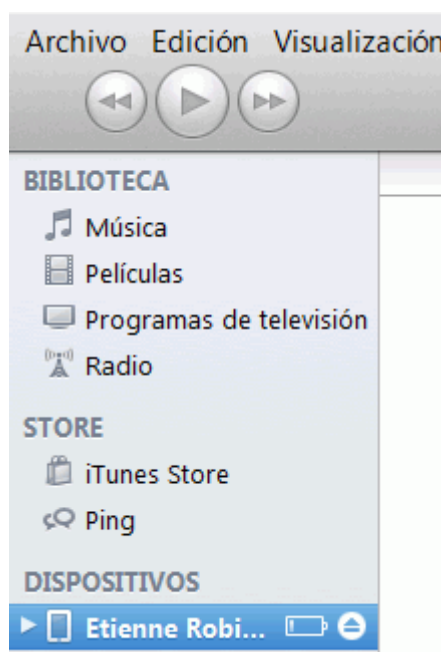 Archivo Edición Visualización
BIBLIOTECA
Música
Películas
Programas de televisión
Radio
STORE
iTunes Store
Ping
DISPOSITIVOS
Etienne Robi...